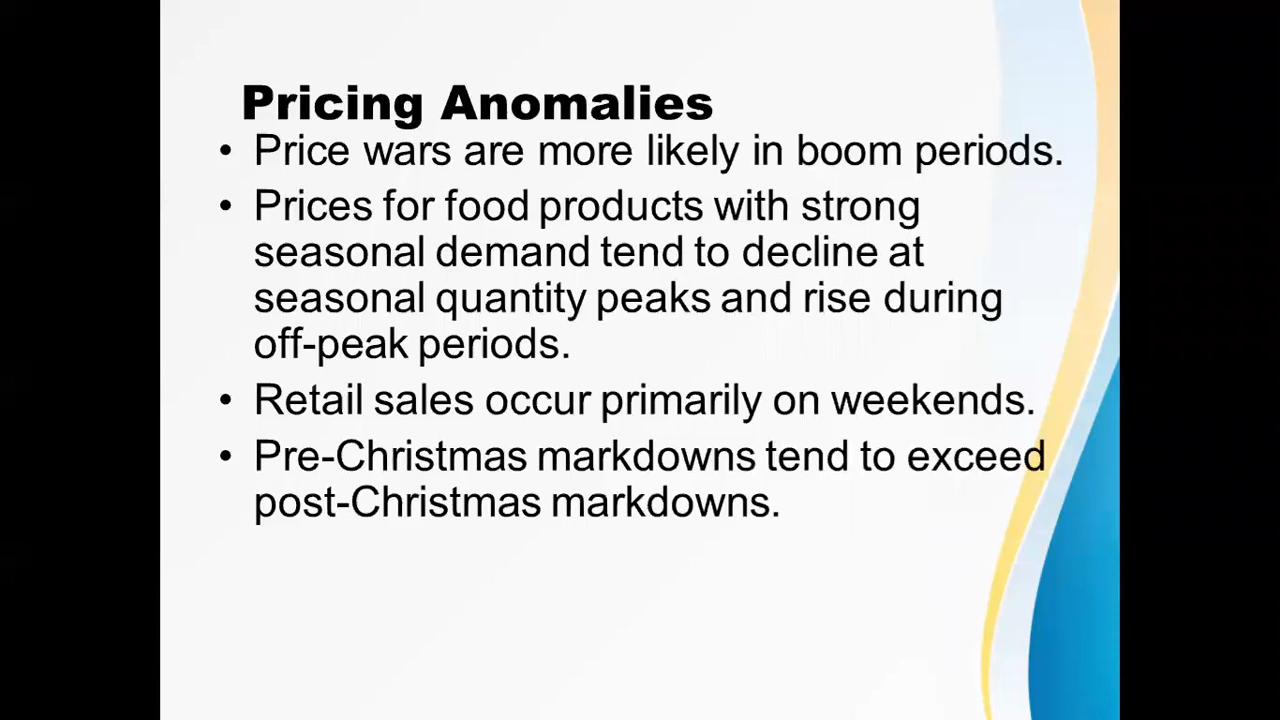 Pricing Anomalies
• Price wars are more likely in boom periods.
• Prices for food products with strong
seasonal demand tend to decline at
seasonal quantity peaks and rise during
off-peak periods.
• Retail sales occur primarily on weekends.
• Pre-Christmas markdowns tend to exceed
post-Christmas markdowns.